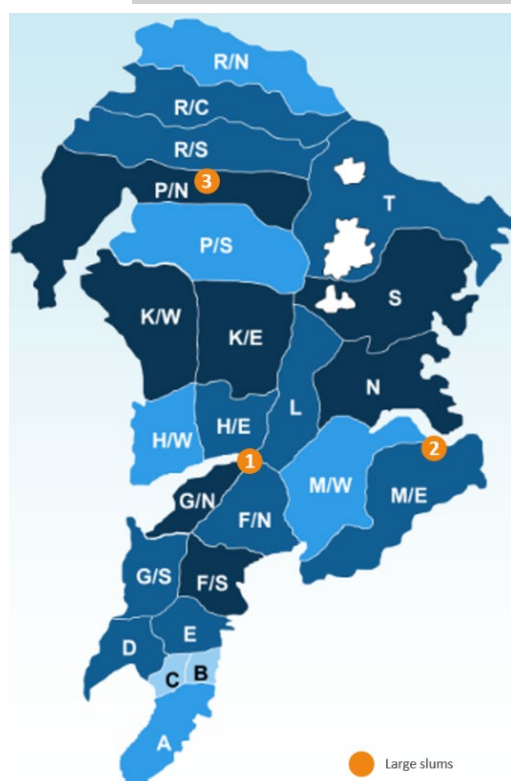 R/N
R/C
R/S
3
P/N
T
P/S
S
K/W
K/E
N
L
H/W
H/E
2
1
M/W
M/E
G/N
F/N
G/S
F/S
E
D
B
C
A
Large slums